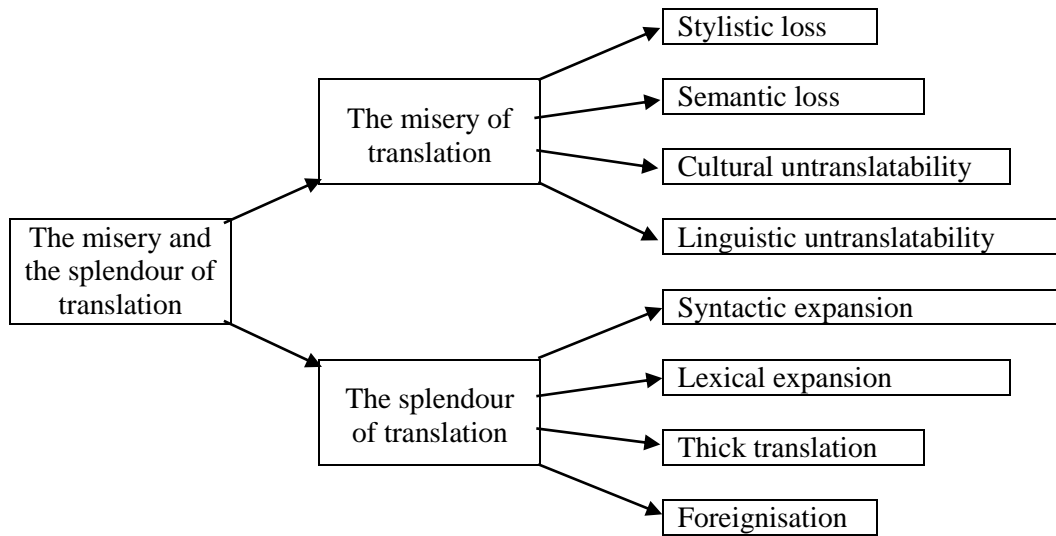 The misery and
the splendour of
translation
The misery of
translation
Stylistic loss
Semantic loss
Cultural untranslatability
Linguistic untranslatability
The splendour
of translation
Syntactic expansion
Lexical expansion
Thick translation
Foreignisation